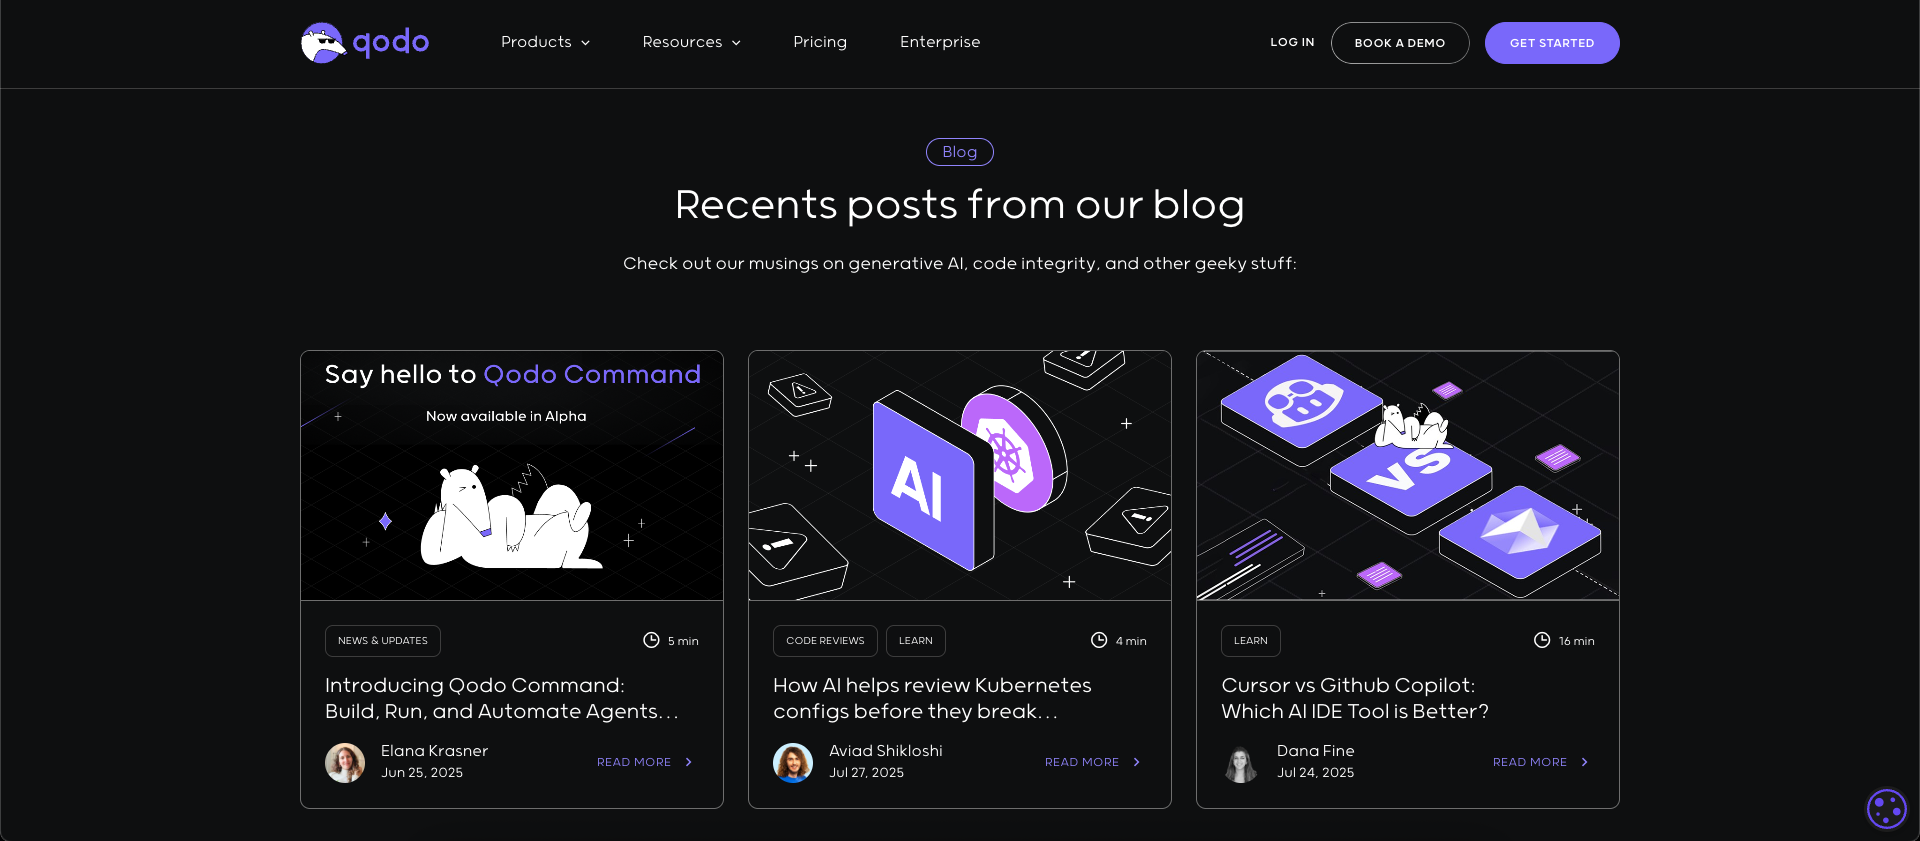 qodo
Products
Resources
Pricing
Enterprise
LOG IN
BOOK A DEMO
GET STARTED
Blog
Recents posts from our blog
Check out our musings on generative AI, code integrity, and other geeky stuff:
Say hello to Qodo Command
Now available in Alpha
NEWS & UPDATES
5 min
Introducing Qodo Command:
Build, Run, and Automate Agents...
Elana Krasner
Jun 25, 2025
READ MORE
AI
CODE REVIEWS
LEARN
4 min
How AI helps review Kubernetes
configs before they break...
Aviad Shikloshi
Jul 27, 2025
READ MORE
VS
LEARN
16 min
Cursor vs Github Copilot:
Which AI IDE Tool is Better?
Dana Fine
Jul 24, 2025
READ MORE